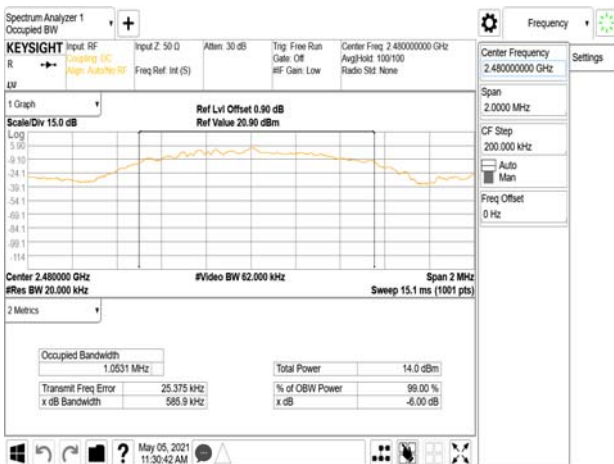 Spectrum Analyzer 1
Occupied BW
Frequency
KEYSIGHT
Input: RF
Coupling: DC
Align: Auto/No RF
Input Z: 50 Ω
Freq Ref: Int (S)
Atten: 30 dB
Trig: Free Run
Gate: Off
#IF Gain: Low
Center Freq: 2.480000000 GHz
Avg|Hold: 100/100
Radio Std: None
R
LXI
1 Graph
Scale/Div 15.0 dB
Ref Lvl Offset 0.90 dB
Ref Value 20.90 dBm
Log
5.90
-9.10
-24.1
-39.1
-54.1
-69.1
-84.1
-99.1
-114
Center 2.480000 GHz
#Res BW 20.000 kHz
#Video BW 62.000 kHz
Span 2 MHz
Sweep 15.1 ms (1001 pts)
2 Metrics
Occupied Bandwidth
1.0531 MHz
Transmit Freq Error 25.375 kHz
x dB Bandwidth 585.9 kHz
Total Power 14.0 dBm
% of OBW Power 99.00 %
x dB -6.00 dB
Center Frequency
2.480000000 GHz
Settings
Span
2.0000 MHz
CF Step
200.000 kHz
Auto
Man
Freq Offset
0 Hz
?
May 05, 2021
11:30:42 AM